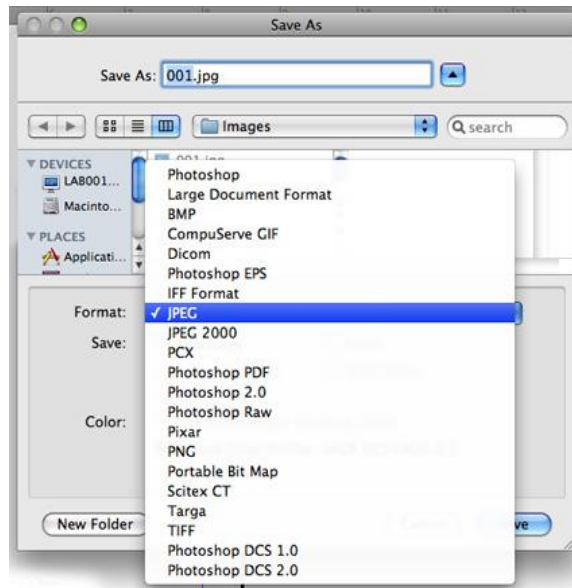 Save As
Save As: 001.jpg
Images
search
DEVICES
LAB001...
Macinto...
PLACES
Applicati...
001.jpg
Format:
Save:
Color:
Photoshop
Large Document Format
BMP
CompuServe GIF
Dicom
Photoshop EPS
IFF Format
✓ JPEG
JPEG 2000
PCX
Photoshop PDF
Photoshop 2.0
Photoshop Raw
Pixar
PNG
Portable Bit Map
Scitex CT
Targa
TIFF
Photoshop DCS 1.0
Photoshop DCS 2.0
New Folder